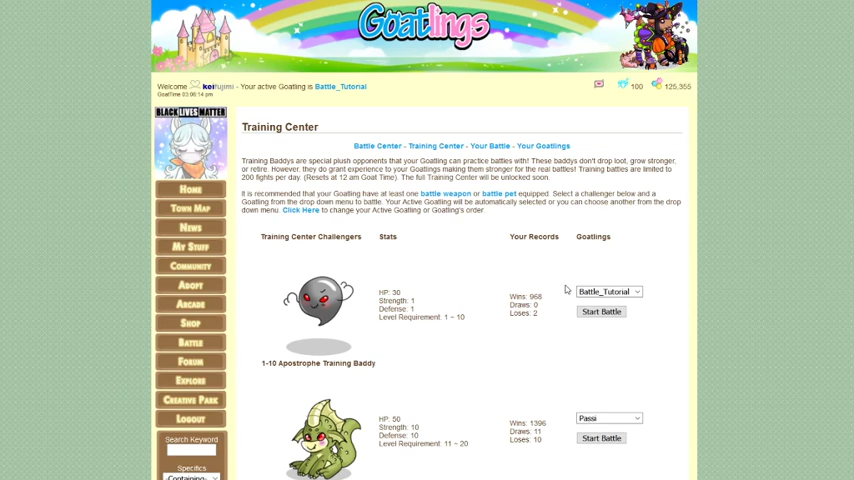 Goatlings
Welcome keifujimi - Your active Goatling is Battle_Tutorial
GoatTime 03:06:14 pm
100
125,355
BLACK LIVES MATTER
Training Center
Battle Center - Training Center - Your Battle - Your Goatlings
Training Baddys are special plush opponents that your Goatling can practice battles with! These baddys don't drop loot, grow stronger,
or retire. However, they do grant experience to your Goatlings making them stronger for the real battles! Training battles are limited to
200 fights per day. (Resets at 12 am Goat Time). The full Training Center will be unlocked soon.
It is recommended that your Goatling have at least one battle weapon or battle pet equipped. Select a challenger below and a
Goatling from the drop down menu to battle. Your Active Goatling will be automatically selected or you can choose another from the drop
down menu. Click Here to change your Active Goatling or Goatling's order.
Training Center Challengers
Stats
Your Records
Goatlings
HP: 30
Strength: 1
Defense: 1
Level Requirement: 1 ~ 10
Wins: 968
Draws: 0
Loses: 2
Battle_Tutorial
Start Battle
1-10 Apostrophe Training Baddy
HP: 50
Strength: 10
Defense: 10
Level Requirement: 11 ~ 20
Wins: 1396
Draws: 11
Loses: 10
Passi
Start Battle
HOME
TOWN MAP
NEWS
MY STUFF
COMMUNITY
ADOPT
ARCADE
SHOP
BATTLE
FORUM
EXPLORE
CREATIVE PARK
LOGOUT
Search Keyword
Specifics
-Containing-